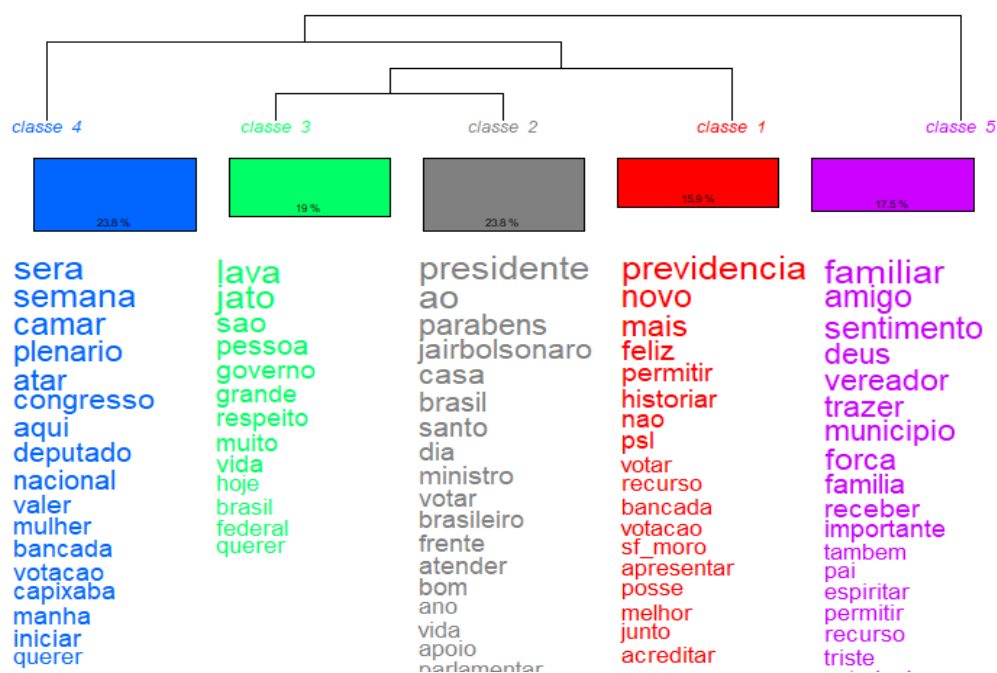 classe 4
classe 3
classe 2
classe 1
classe 5
23.8 %
19 %
23.8 %
15.9 %
17.5 %
sera
semana
camar
plenario
atar
congresso
aqui
deputado
nacional
valer
mulher
bancada
votacao
capixaba
manha
iniciar
querer
lava
jato
sao
pessoa
governo
grande
respeito
muito
vida
hoje
brasil
federal
querer
presidente
ao
parabens
jairbolsonaro
casa
brasil
santo
dia
ministro
votar
brasileiro
frente
atender
bom
ano
vida
apoio
parlamentar
previdencia
novo
mais
feliz
permitir
historiar
nao
psl
votar
recurso
bancada
votacao
sf_moro
apresentar
posse
melhor
junto
acreditar
familiar
amigo
sentimento
deus
vereador
trazer
municipio
forca
familia
receber
importante
tambem
pai
espiritar
permitir
recurso
triste